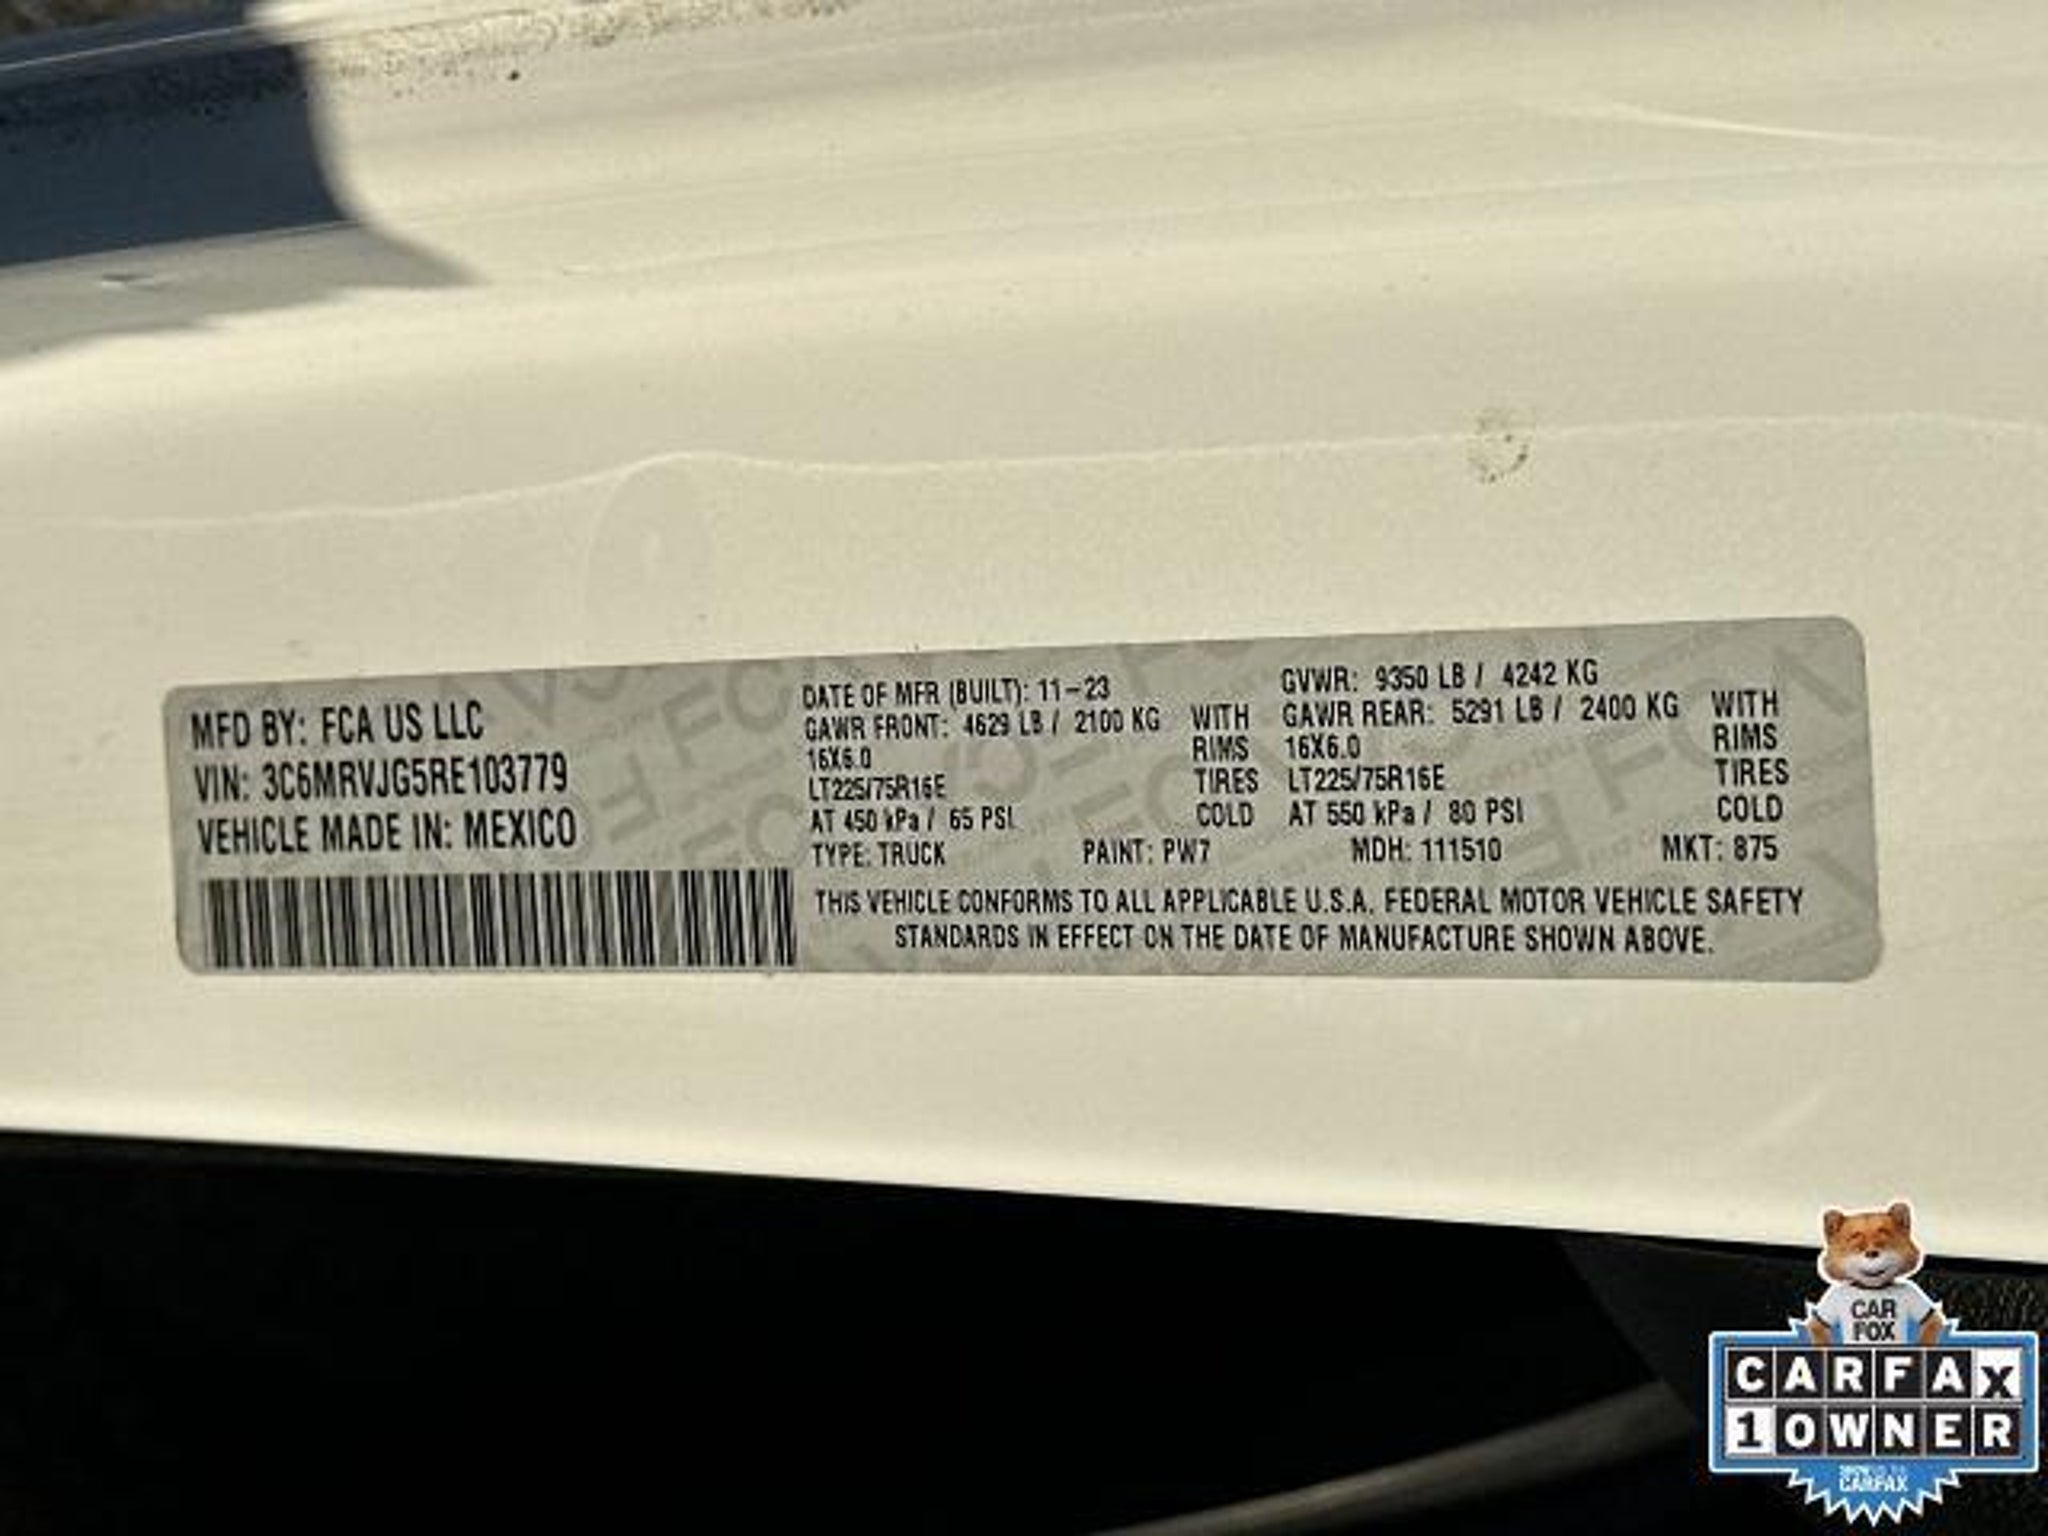 MFD BY: FCA US LLC
VIN: 3C6MRVJG5RE103779
VEHICLE MADE IN: MEXICO
DATE OF MFR (BUILT): 11-23
GAWR FRONT: 4629 LB / 2100 KG WITH
16X6.0 RIMS
LT225/75R16E TIRES
AT 450 kPa / 65 PSI COLD
GVWR: 9350 LB / 4242 KG
GAWR REAR: 5291 LB / 2400 KG WITH
16X6.0 RIMS
LT225/75R16E TIRES
AT 550 kPa / 80 PSI COLD
TYPE: TRUCK PAINT: PW7 MDH: 111510 MKT: 875
THIS VEHICLE CONFORMS TO ALL APPLICABLE U.S.A. FEDERAL MOTOR VEHICLE SAFETY
STANDARDS IN EFFECT ON THE DATE OF MANUFACTURE SHOWN ABOVE.
CAR
FOX
CARFAX
1 OWNER
CARFAX